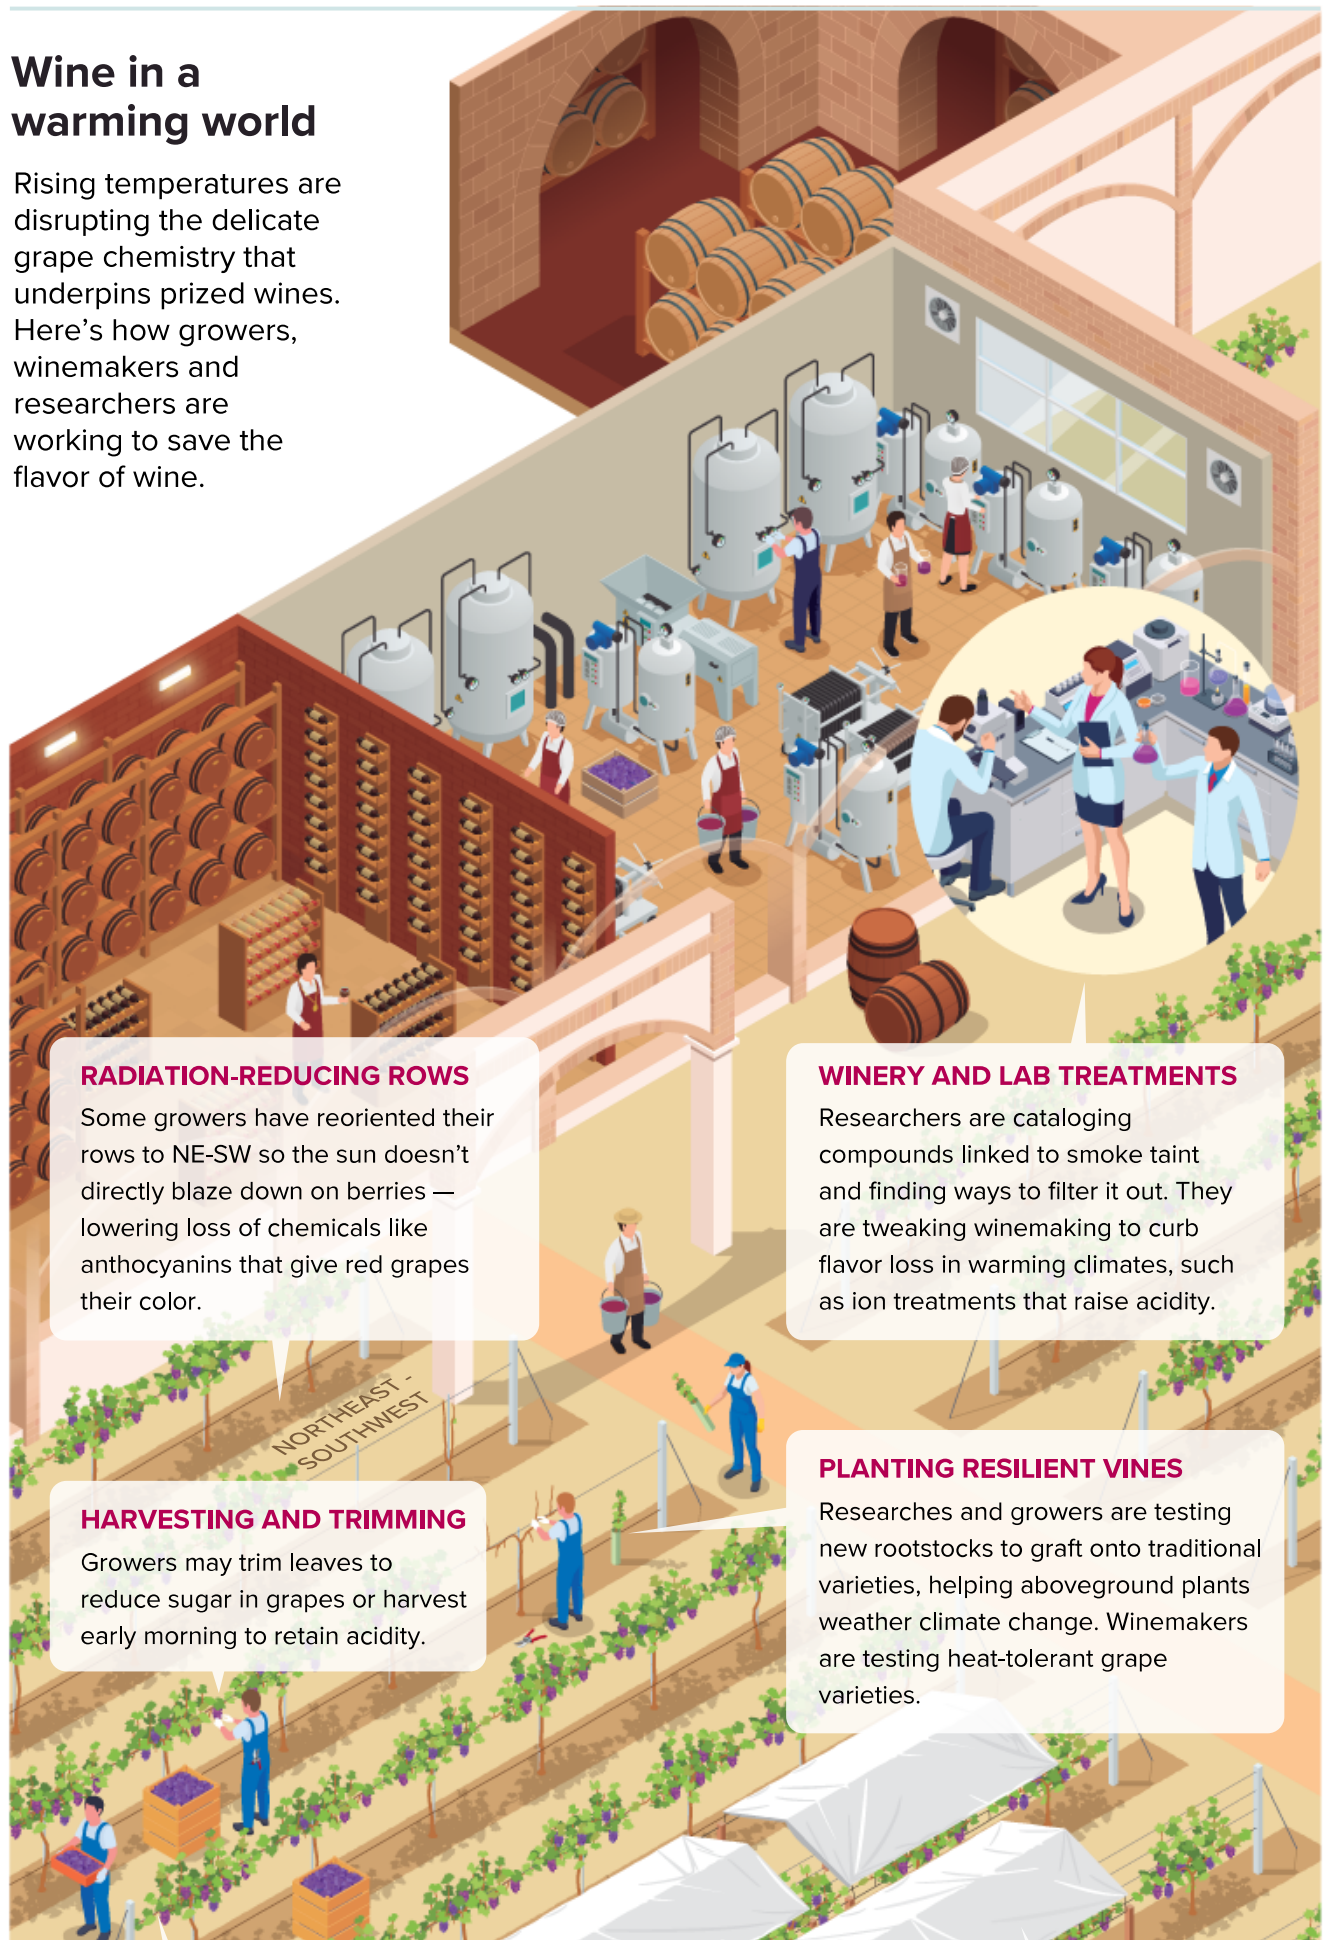 Wine in a
warming world
Rising temperatures are
disrupting the delicate
grape chemistry that
underpins prized wines.
Here’s how growers,
winemakers and
researchers are
working to save the
flavor of wine.
RADIATION-REDUCING ROWS
Some growers have reoriented their
rows to NE-SW so the sun doesn’t
directly blaze down on berries —
lowering loss of chemicals like
anthocyanins that give red grapes
their color.
WINERY AND LAB TREATMENTS
Researchers are cataloging
compounds linked to smoke taint
and finding ways to filter it out. They
are tweaking winemaking to curb
flavor loss in warming climates, such
as ion treatments that raise acidity.
NORTHEAST -
SOUTHWEST
HARVESTING AND TRIMMING
Growers may trim leaves to
reduce sugar in grapes or harvest
early morning to retain acidity.
PLANTING RESILIENT VINES
Researches and growers are testing
new rootstocks to graft onto traditional
varieties, helping aboveground plants
weather climate change. Winemakers
are testing heat-tolerant grape
varieties.